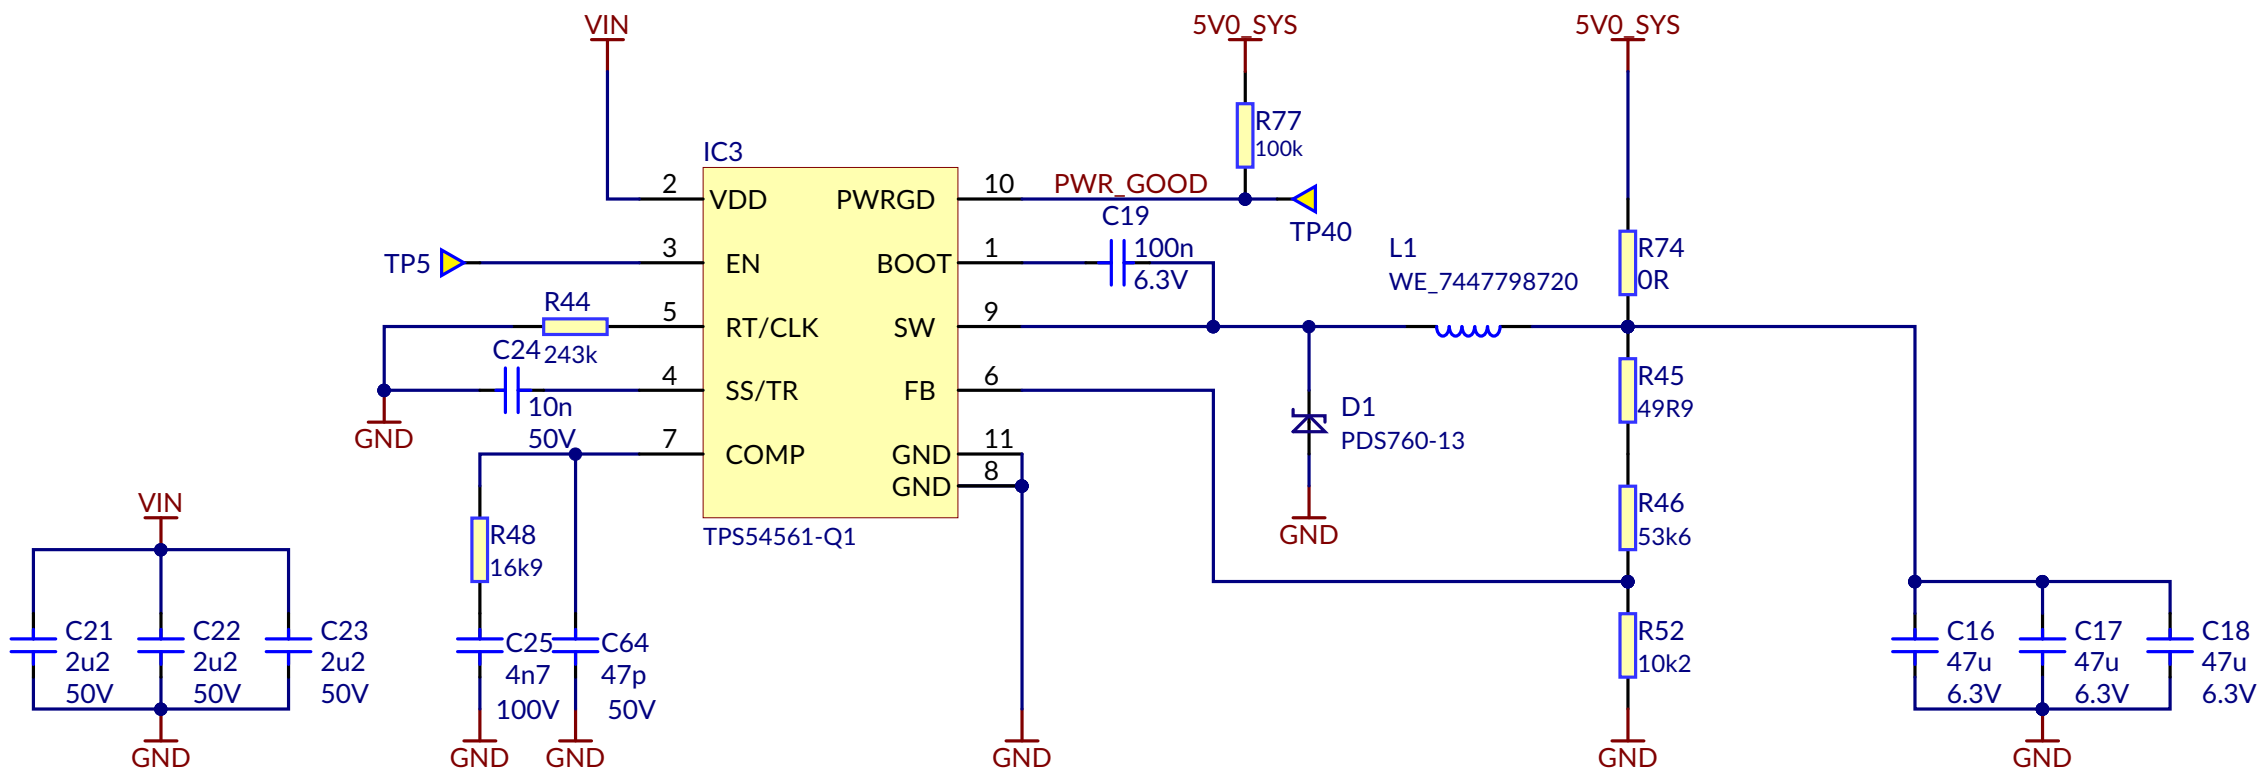 VIN
5V0_SYS
5V0_SYS
R77
100k
IC3
2
VDD
PWRGD
10
PWR_GOOD
TP40
C19
100n
6.3V
TP5
3
EN
BOOT
1
L1
WE_7447798720
R74
0R
R44
243k
5
RT/CLK
SW
9
C24
10n
50V
4
SS/TR
FB
6
GND
D1
PDS760-13
GND
R45
49R9
7
COMP
GND
11
GND
8
TPS54561-Q1
R46
53k6
VIN
R48
16k9
C21
2u2
50V
C22
2u2
50V
C23
2u2
50V
GND
C25
4n7
100V
GND
C64
47p
50V
GND
GND
R52
10k2
GND
C16
47u
6.3V
C17
47u
6.3V
C18
47u
6.3V
GND